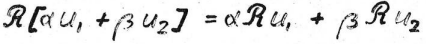 ℛ[αu₁ + βu₂] = αℛu₁ + βℛu₂